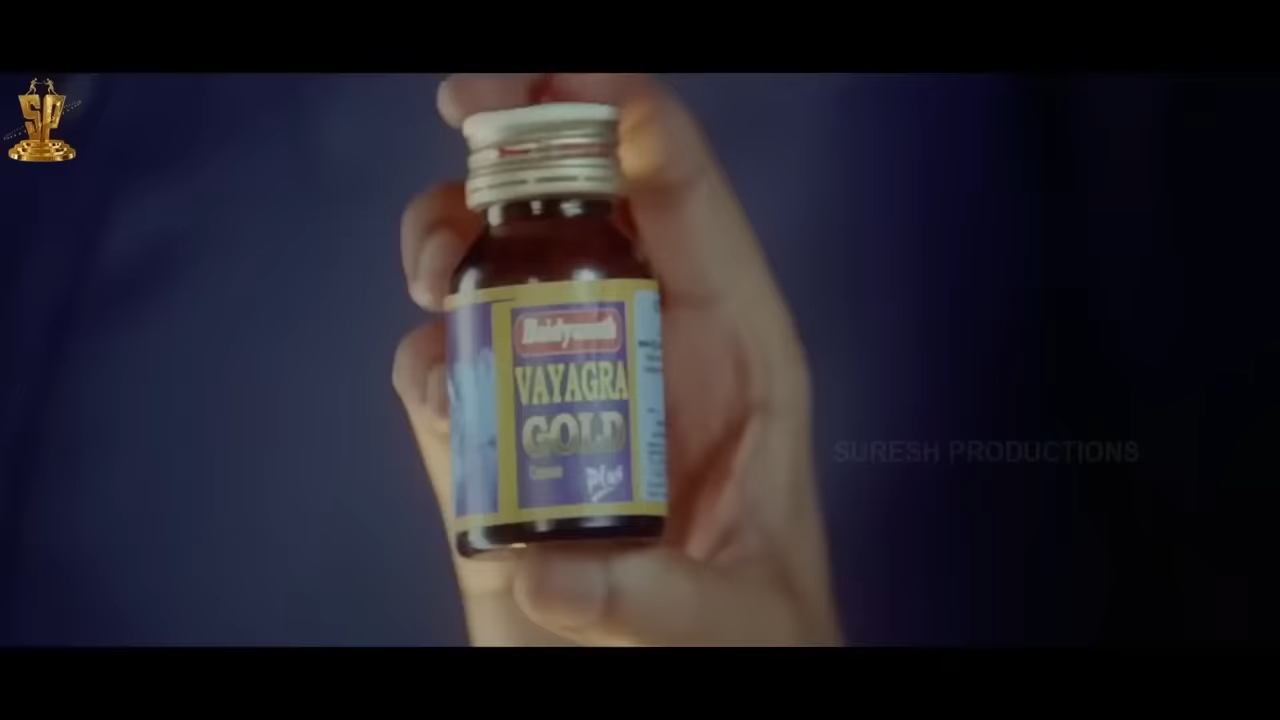 SP
Baidyanath
VAYAGRA
GOLD
Plus
SURESH PRODUCTIONS